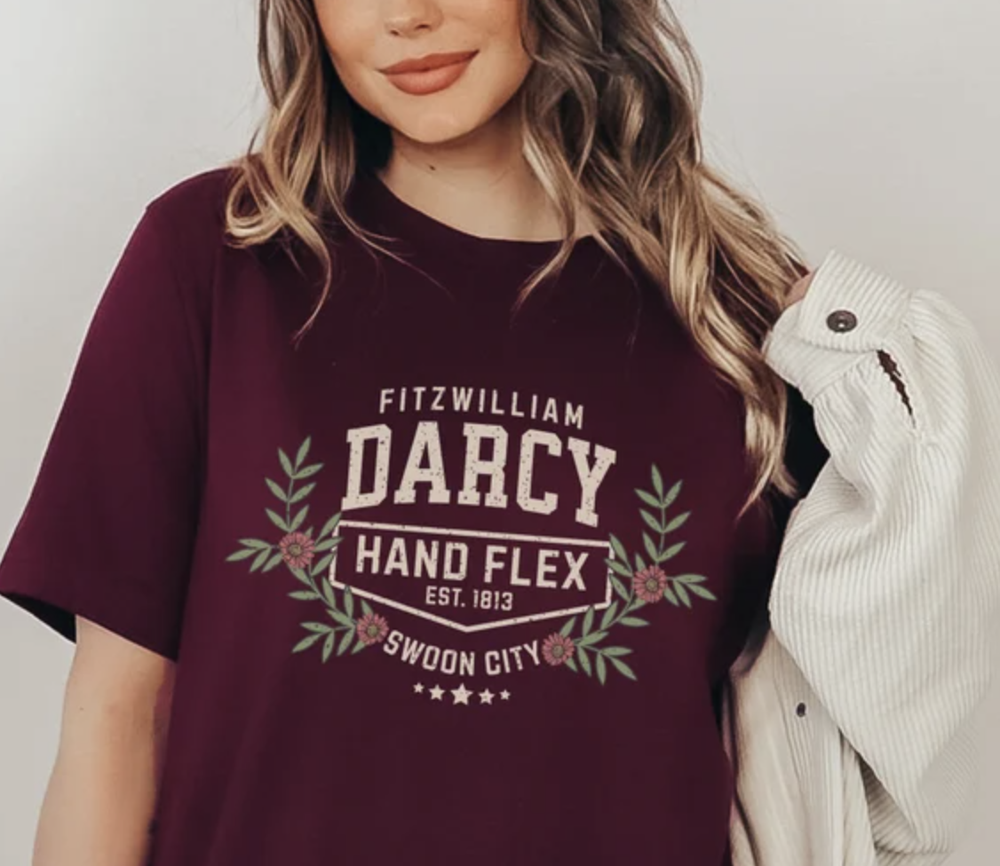 FITZWILLIAM
DARCY
HAND FLEX
EST. 1813
SWOON CITY